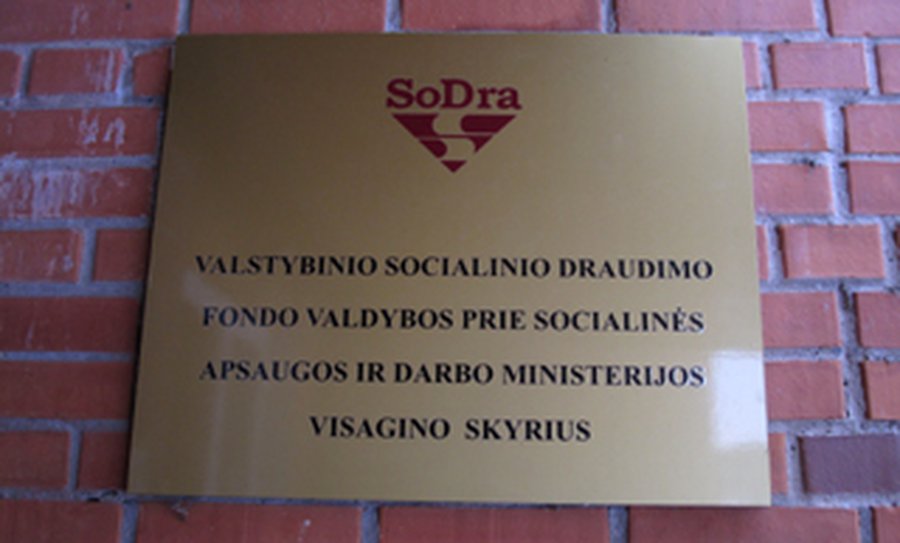 SoDra
VALSTYBINIO SOCIALINIO DRAUDIMO
FONDO VALDYBOS PRIE SOCIALINĖS
APSAUGOS IR DARBO MINISTERIJOS
VISAGINO SKYRIUS